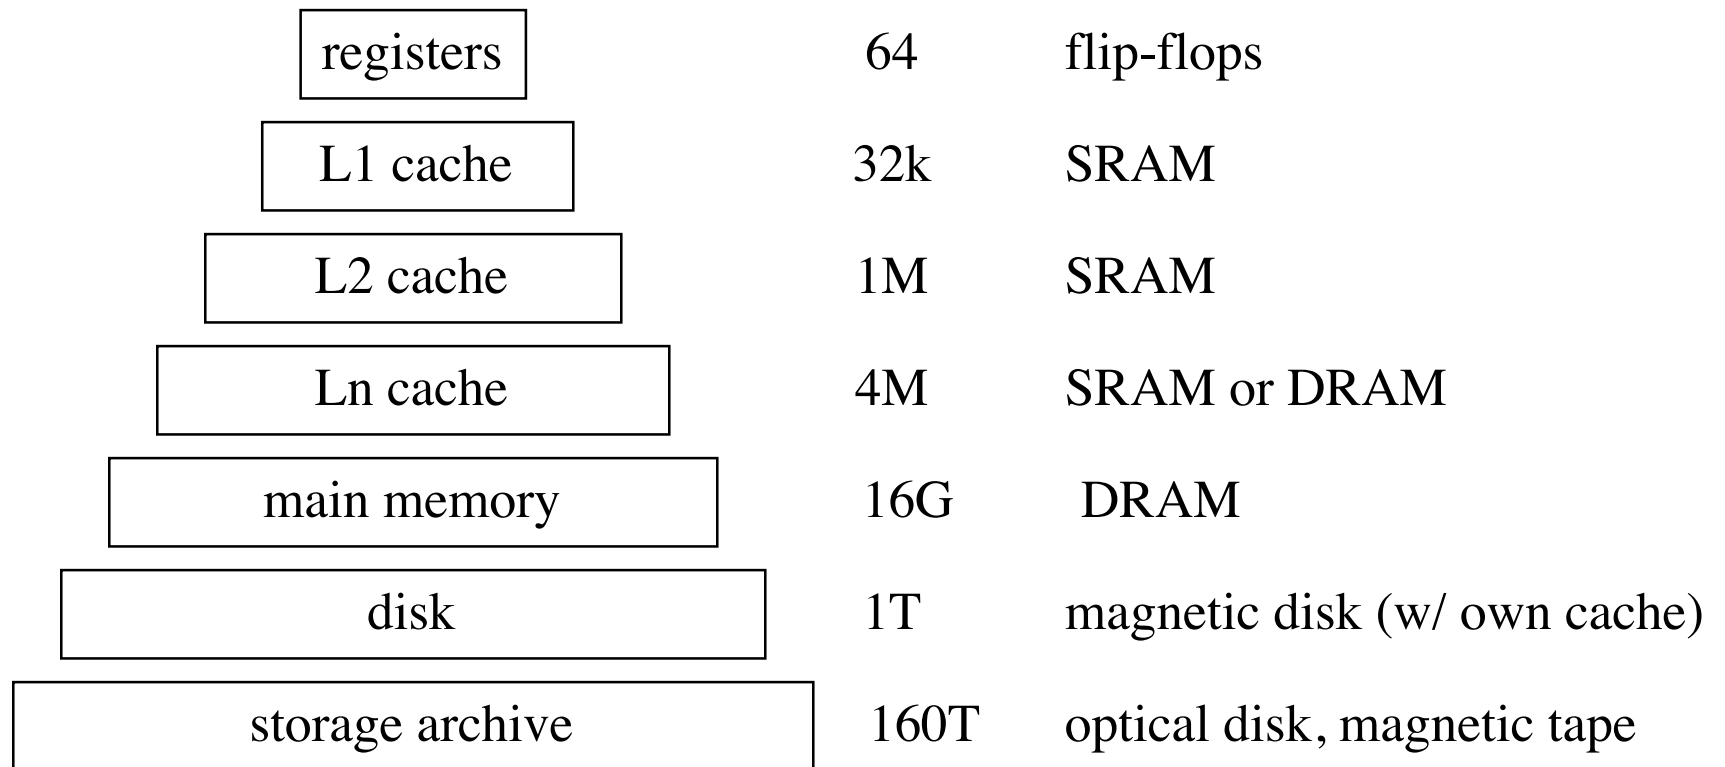 registers 64 flip-flops
L1 cache 32k SRAM
L2 cache 1M SRAM
Ln cache 4M SRAM or DRAM
main memory 16G DRAM
disk 1T magnetic disk (w/ own cache)
storage archive 160T optical disk, magnetic tape